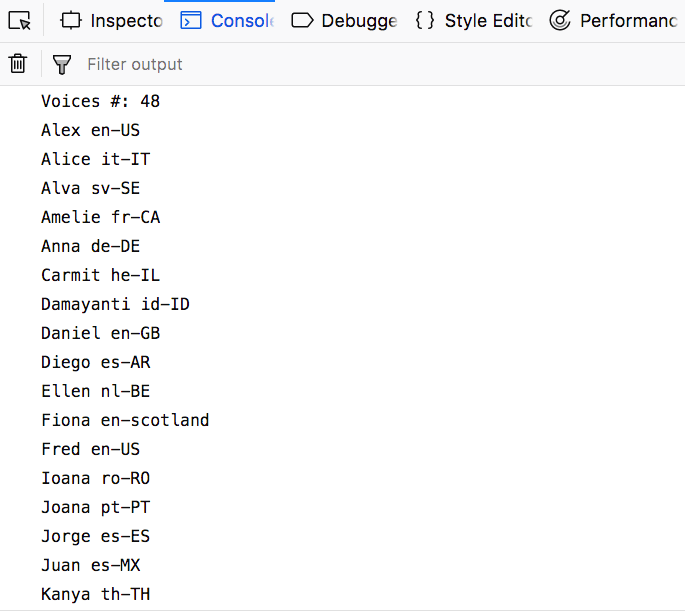 Inspecto Console Debugge Style Edito Performanc
Filter output
Voices #: 48
Alex en-US
Alice it-IT
Alva sv-SE
Amelie fr-CA
Anna de-DE
Carmit he-IL
Damayanti id-ID
Daniel en-GB
Diego es-AR
Ellen nl-BE
Fiona en-scotland
Fred en-US
Ioana ro-RO
Joana pt-PT
Jorge es-ES
Juan es-MX
Kanya th-TH